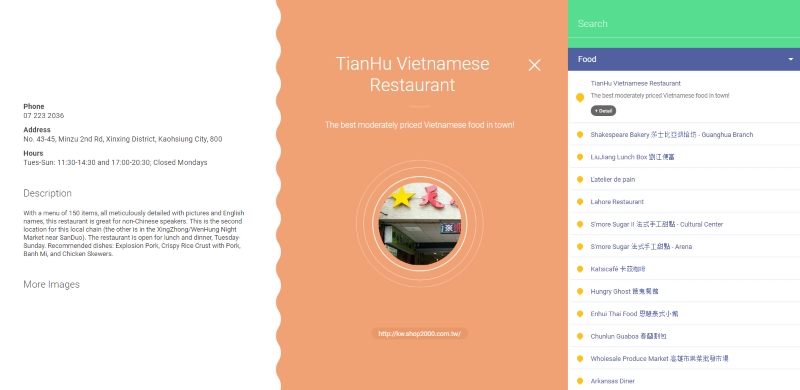 Phone
07 223 2036
Address
No. 43-45, Minzu 2nd Rd, Xinxing District, Kaohsiung City, 800
Hours
Tues-Sun: 11:30-14:30 and 17:00-20:30; Closed Mondays
Description
With a menu of 150 items, all meticulously detailed with pictures and English
names, this restaurant is great for non-Chinese speakers. This is the second
location for this local chain (the other is in the XingZhong/WenHung Night
Market near SanDuo). The restaurant is open for lunch and dinner, Tuesday-
Sunday. Recommended dishes: Explosion Pork, Crispy Rice Crust with Pork,
Banh Mi, and Chicken Skewers.
More Images
TianHu Vietnamese
Restaurant
The best moderately priced Vietnamese food in town!
http://kw.shop2000.com.tw/
Search
Food
TianHu Vietnamese Restaurant
The best moderately priced Vietnamese food in town!
+ Detail
Shakespeare Bakery 莎士比亞烘焙坊 - Guanghua Branch
LiuJiang Lunch Box 劉江便當
L'atelier de pain
Lahore Restaurant
S'more Sugar II 法式手工甜點 - Cultural Center
S'more Sugar 法式手工甜點 - Arena
Katsicafé 卡茲咖啡
Hungry Ghost 餓鬼餐館
Enhui Thai Food 恩慧泰式小館
Chunlun Guaboa 春麵割包
Wholesale Produce Market 高雄市果菜批發市場
Arkansas Diner